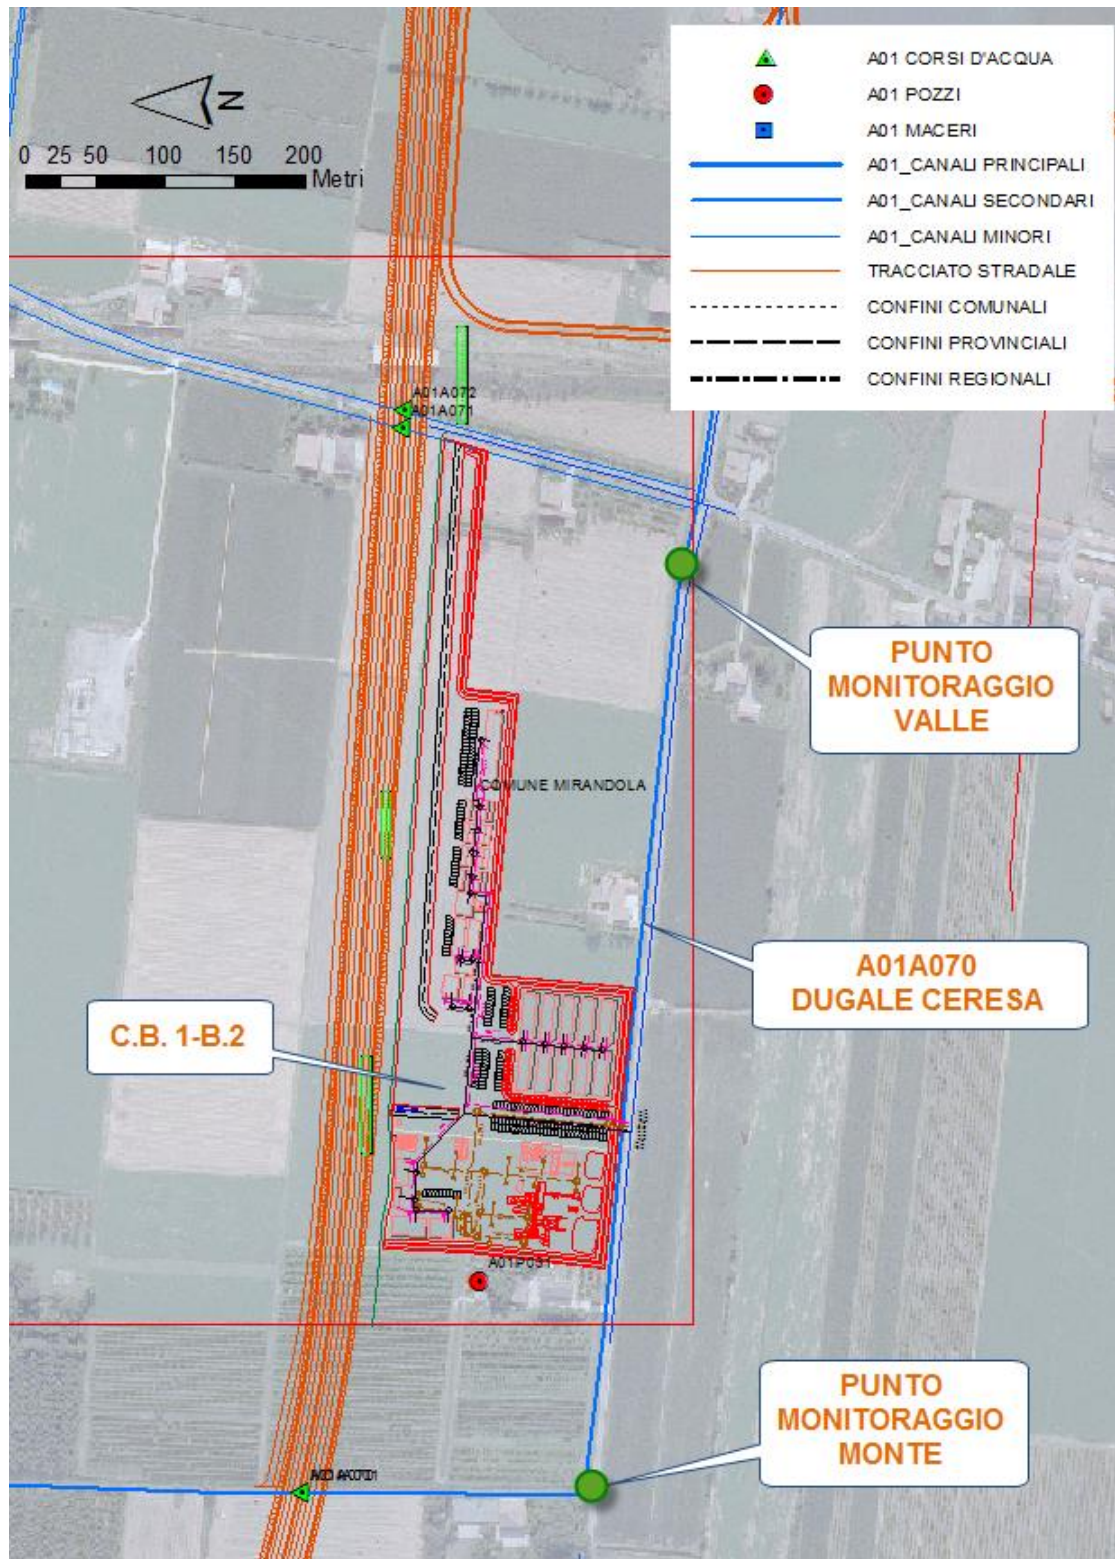 A01 CORSI D'ACQUA
A01 POZZI
A01 MACERI
A01_CANALI PRINCIPALI
A01_CANALI SECONDARI
A01_CANALI MINORI
TRACCIATO STRADALE
CONFINI COMUNALI
CONFINI PROVINCIALI
CONFINI REGIONALI
N
0 25 50 100 150 200
Metri
A01A072
A01A071
PUNTO
MONITORAGGIO
VALLE
COMUNE MIRANDOLA
A01A070
DUGALE CERESA
C.B. 1-B.2
A01P031
PUNTO
MONITORAGGIO
MONTE